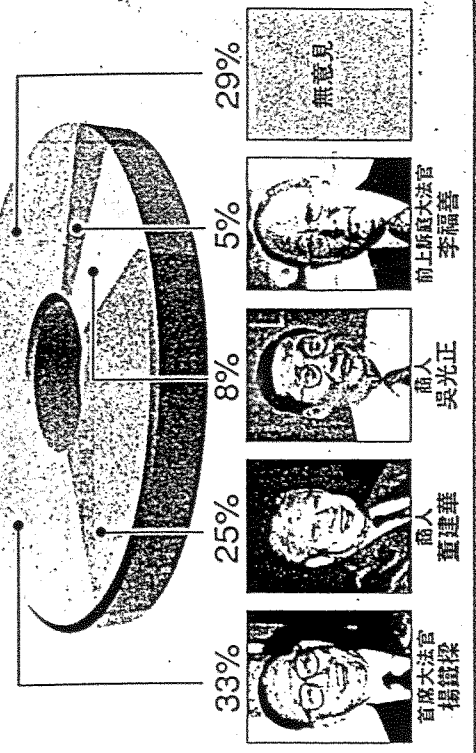 33%
25%
8%
5%
29%
首席大法官
楊鐵樑
商人
董建華
商人
吳光正
前上訴庭大法官
李福善
無意見